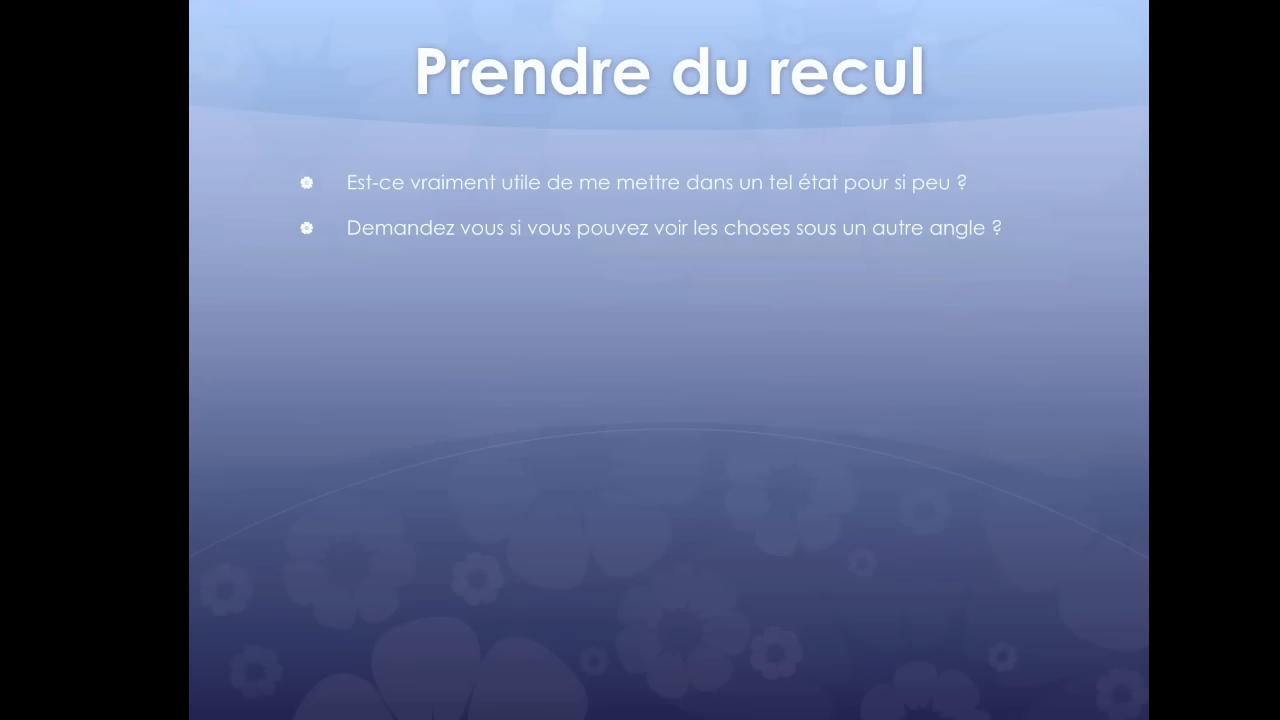 Prendre du recul
Est-ce vraiment utile de me mettre dans un tel état pour si peu ?
Demandez vous si vous pouvez voir les choses sous un autre angle ?